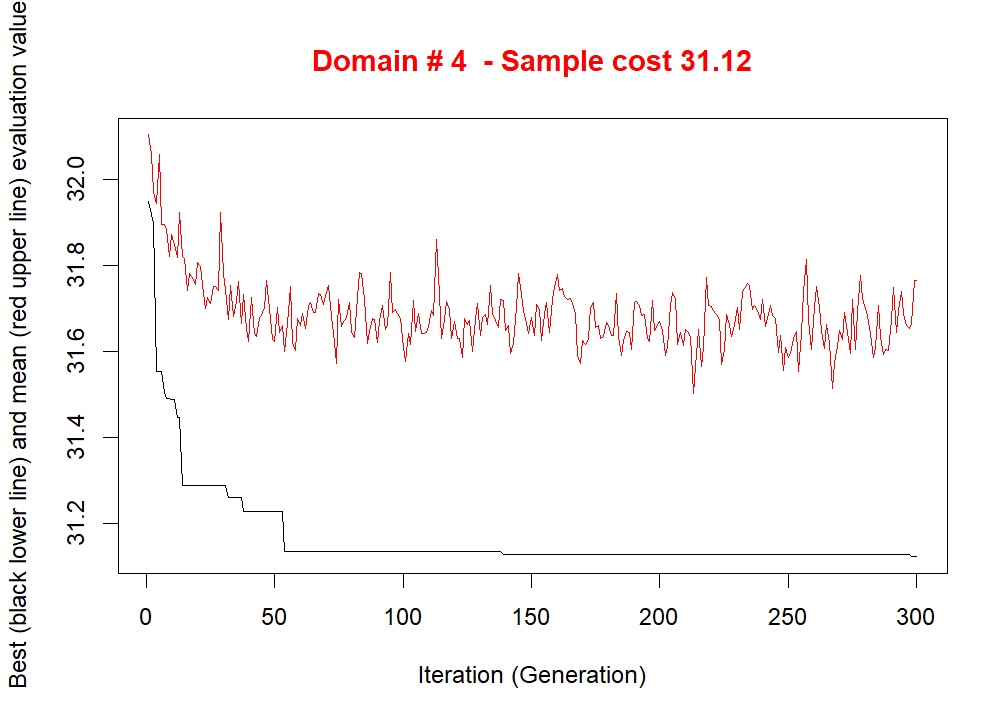 Domain # 4  - Sample cost 31.12
Best (black lower line) and mean (red upper line) evaluation value
32.0
31.8
31.6
31.4
31.2
0 50 100 150 200 250 300
Iteration (Generation)